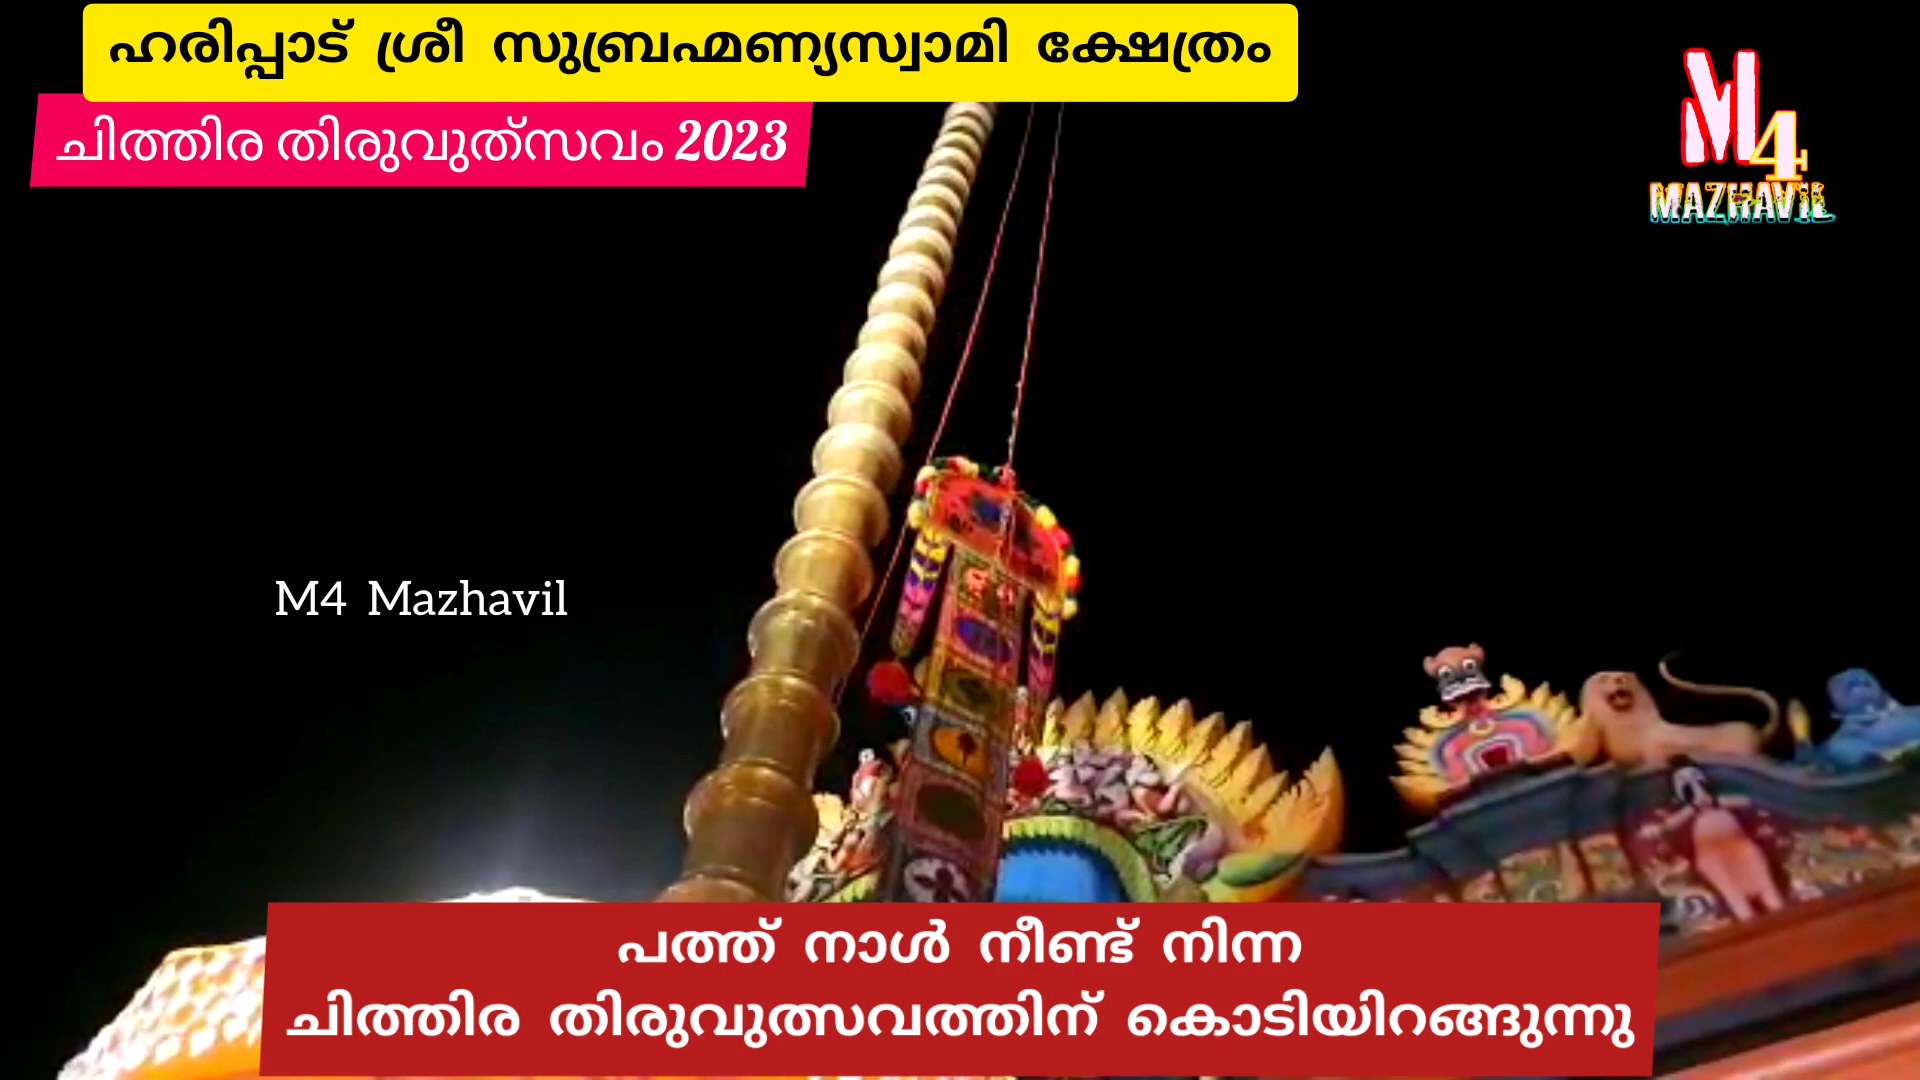 ഹരിപ്പാട് ശ്രീ സുബ്രഹ്മണ്യസ്വാമി ക്ഷേത്രം
ചിത്തിര തിരുവുത്സവം 2023
M4
MAZHAVIL
M4 Mazhavil
പത്ത് നാൾ നീണ്ട് നിന്ന
ചിത്തിര തിരുവുത്സവത്തിന് കൊടിയിറങ്ങുന്നു